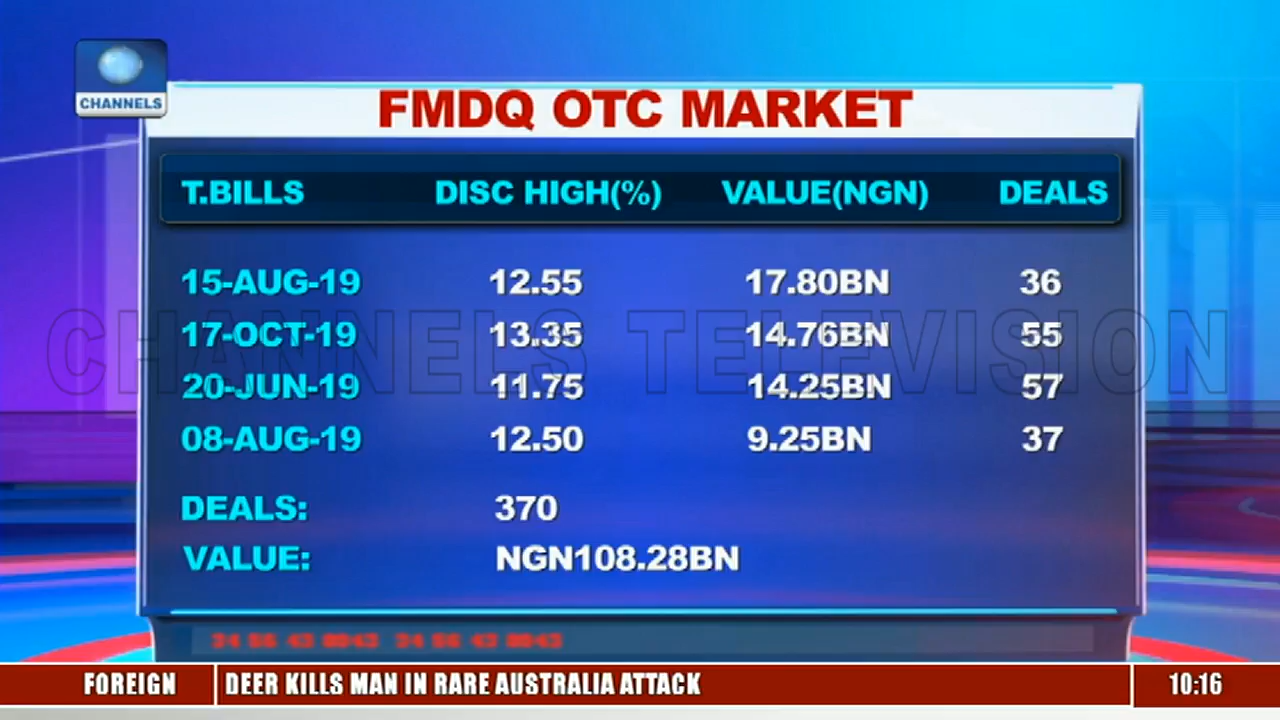 CHANNELS
FMDQ OTC MARKET
T.BILLS DISC HIGH(%) VALUE(NGN) DEALS
15-AUG-19 12.55 17.80BN 36
17-OCT-19 13.35 14.76BN 55
20-JUN-19 11.75 14.25BN 57
08-AUG-19 12.50 9.25BN 37
CHANNELS TELEVISION
DEALS: 370
VALUE: NGN108.28BN
FOREIGN DEER KILLS MAN IN RARE AUSTRALIA ATTACK 10:16